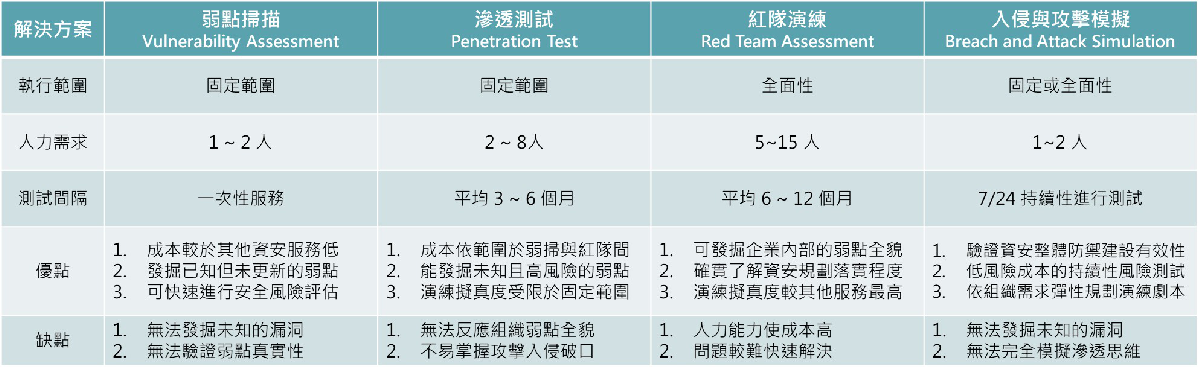 解決方案
弱點掃描
Vulnerability Assessment
滲透測試
Penetration Test
紅隊演練
Red Team Assessment
入侵與攻擊模擬
Breach and Attack Simulation
執行範圍
固定範圍
固定範圍
全面性
固定或全面性
人力需求
1 ~ 2 人
2 ~ 8人
5~15 人
1~2 人
測試間隔
一次性服務
平均 3 ~ 6 個月
平均 6 ~ 12 個月
7/24 持續性進行測試
優點
1. 成本較於其他資安服務低
2. 發掘已知但未更新的弱點
3. 可快速進行安全風險評估
1. 成本依範圍於弱掃與紅隊間
2. 能發掘未知且高風險的弱點
3. 演練擬真度受限於固定範圍
1. 可發掘企業內部的弱點全貌
2. 確實了解資安規劃落實程度
3. 演練擬真度較其他服務最高
1. 驗證資安整體防禦建設有效性
2. 低風險成本的持續性風險測試
3. 依組織需求彈性規劃演練劇本
缺點
1. 無法發掘未知的漏洞
2. 無法驗證弱點真實性
1. 無法反應組織弱點全貌
2. 不易掌握攻擊入侵破口
1. 人力能力使成本高
2. 問題較難快速解決
1. 無法發掘未知的漏洞
2. 無法完全模擬滲透思維